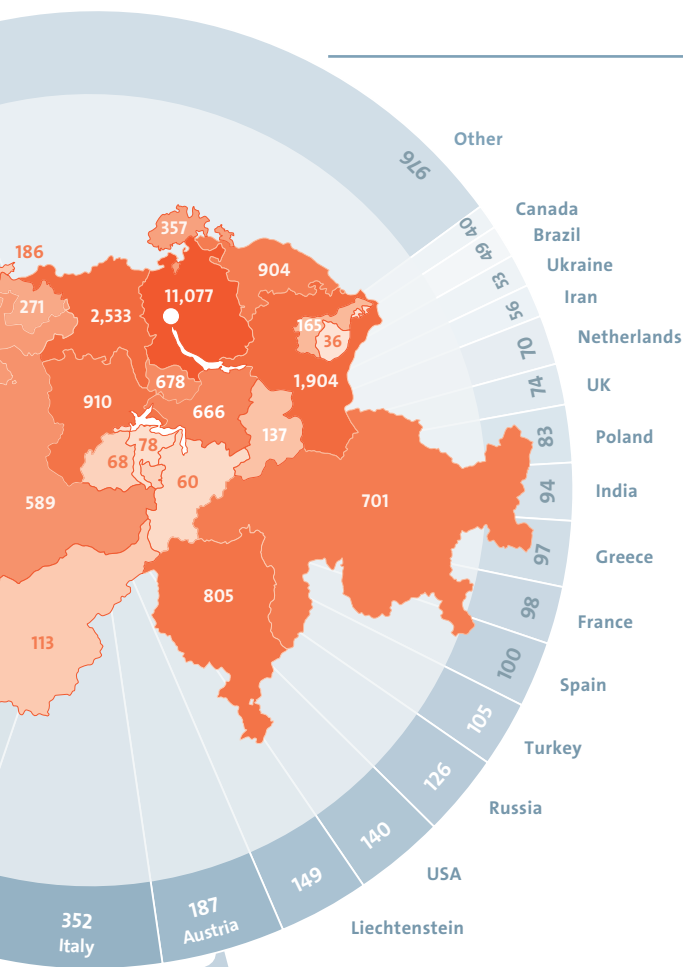 Other
976
Canada
40
Brazil
49
Ukraine
53
Iran
56
Netherlands
70
UK
74
Poland
83
India
94
Greece
97
France
98
Spain
100
Turkey
105
Russia
126
USA
140
Liechtenstein
149
187
Austria
352
Italy
357
186
904
271
11,077
2,533
165
36
678
1,904
910
666
137
78
68
60
589
701
805
113